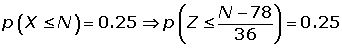 p(X ≤ N) = 0.25 ⇒ p(Z ≤ (N − 78)/36) = 0.25